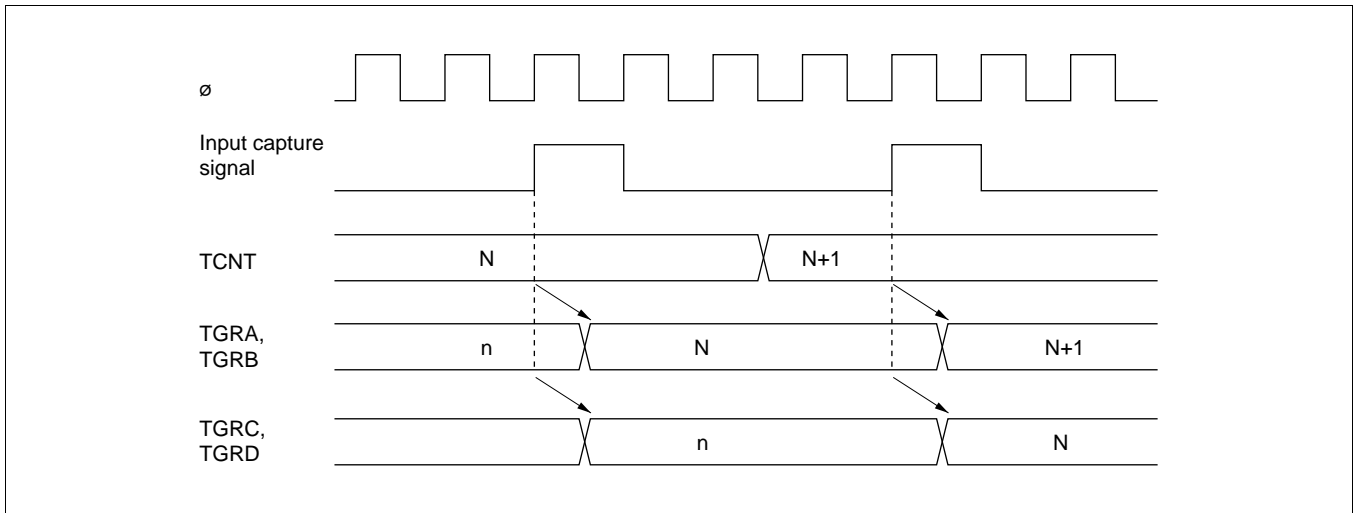 ø
Input capture
signal
TCNT
N
N+1
TGRA,
TGRB
n
N
N+1
TGRC,
TGRD
n
N